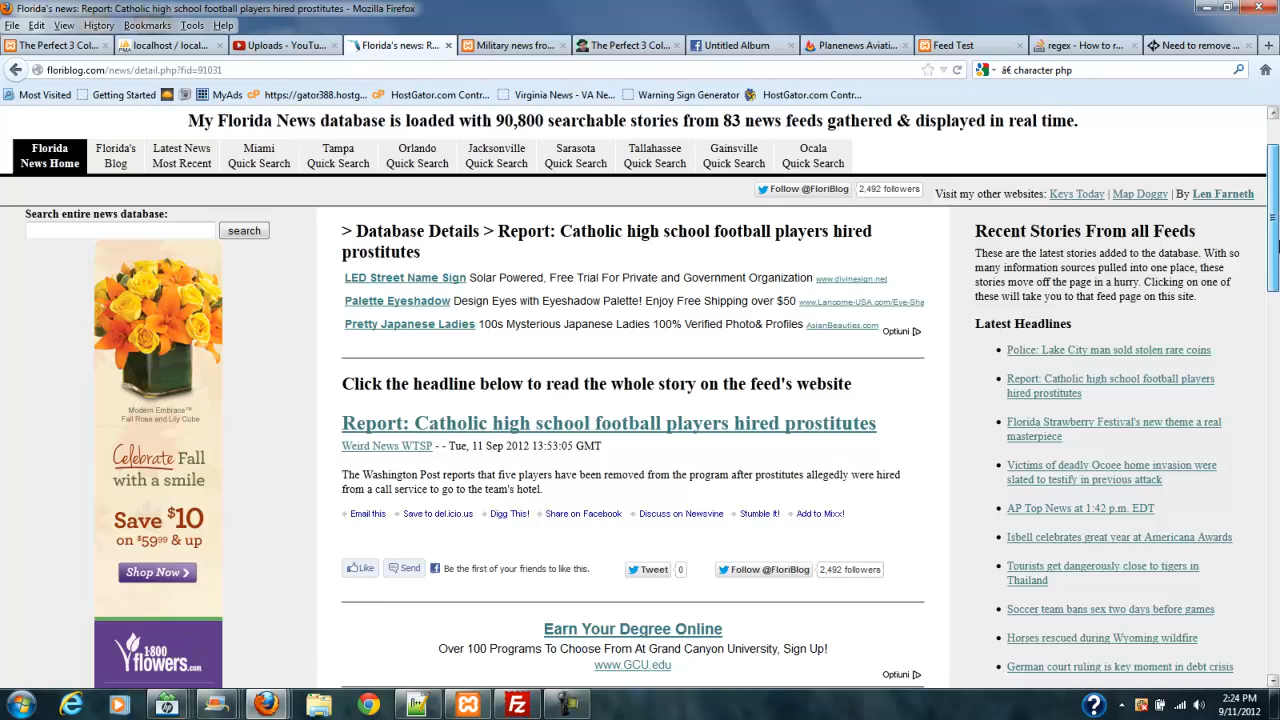 Florida's news: Report: Catholic high school football players hired prostitutes - Mozilla Firefox
File Edit View History Bookmarks Tools Help
The Perfect 3 Col... localhost / local... Uploads - YouTu... Florida's news: R... Military news fro... The Perfect 3 Col... Untitled Album Planenews Aviati... Feed Test regex - How to r... Need to remove ...
floriblog.com/news/detail.php?fid=91031
â€ character php
Most Visited Getting Started MyAds https://gator388.hostg... HostGator.com Contr... Virginia News - VA Ne... Warning Sign Generator HostGator.com Contr...
My Florida News database is loaded with 90,800 searchable stories from 83 news feeds gathered & displayed in real time.
Florida News Home
Florida's Blog
Latest News Most Recent
Miami Quick Search
Tampa Quick Search
Orlando Quick Search
Jacksonville Quick Search
Sarasota Quick Search
Tallahassee Quick Search
Gainsville Quick Search
Ocala Quick Search
Follow @FloriBlog 2,492 followers
Visit my other websites: Keys Today | Map Doggy | By Len Farneth
Search entire news database:
search
Modern Embrace™
Fall Rose and Lily Cube
Celebrate Fall
with a smile
Save $10
on $59.99 & up
Shop Now >
1·800
flowers.com
> Database Details > Report: Catholic high school football players hired
prostitutes
LED Street Name Sign Solar Powered, Free Trial For Private and Government Organization www.divinesign.net
Palette Eyeshadow Design Eyes with Eyeshadow Palette! Enjoy Free Shipping over $50 www.Lancome-USA.com/Eye-Sha
Pretty Japanese Ladies 100s Mysterious Japanese Ladies 100% Verified Photo& Profiles AsianBeauties.com
Optiuni
Click the headline below to read the whole story on the feed's website
Report: Catholic high school football players hired prostitutes
Weird News WTSP - - Tue, 11 Sep 2012 13:53:05 GMT
The Washington Post reports that five players have been removed from the program after prostitutes allegedly were hired
from a call service to go to the team's hotel.
Email this Save to del.icio.us Digg This! Share on Facebook Discuss on Newsvine Stumble It! Add to Mixx!
Like Send Be the first of your friends to like this. Tweet 0 Follow @FloriBlog 2,492 followers
Earn Your Degree Online
Over 100 Programs To Choose From At Grand Canyon University, Sign Up!
www.GCU.edu
Optiuni
Recent Stories From all Feeds
These are the latest stories added to the database. With so
many information sources pulled into one place, these
stories move off the page in a hurry. Clicking on one of
these will take you to that feed page on this site.
Latest Headlines
Police: Lake City man sold stolen rare coins
Report: Catholic high school football players
hired prostitutes
Florida Strawberry Festival's new theme a real
masterpiece
Victims of deadly Ocoee home invasion were
slated to testify in previous attack
AP Top News at 1:42 p.m. EDT
Isbell celebrates great year at Americana Awards
Tourists get dangerously close to tigers in
Thailand
Soccer team bans sex two days before games
Horses rescued during Wyoming wildfire
German court ruling is key moment in debt crisis
2:24 PM
9/11/2012